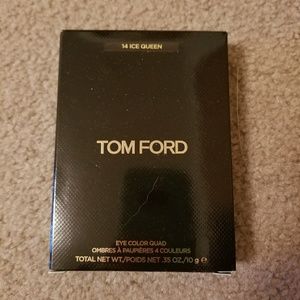 14 ICE QUEEN
TOM FORD
EYE COLOR QUAD
OMBRES À PAUPIÈRES 4 COULEURS
TOTAL NET WT./POIDS NET .35 OZ./10 g ℮